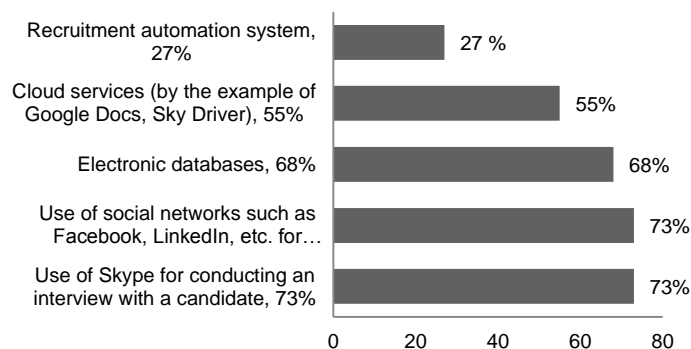 Recruitment automation system,
27%
27 %
Cloud services (by the example of
Google Docs, Sky Driver), 55%
55%
Electronic databases, 68%
68%
Use of social networks such as
Facebook, LinkedIn, etc. for…
73%
Use of Skype for conducting an
interview with a candidate, 73%
73%
0 20 40 60 80